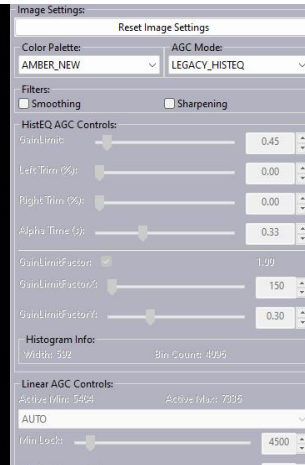 Image Settings:
Reset Image Settings
Color Palette: AGC Mode:
AMBER_NEW LEGACY_HISTEQ
Filters:
Smoothing Sharpening
HistEQ AGC Controls:
GainLimit: 0.45
Left Trim (%): 0.00
Right Trim (%): 0.00
Alpha Time (s): 0.33
GainLimitFactor: 1.00
GainLimitFactorX: 150
GainLimitFactorY: 0.30
Histogram Info:
Width: 592 Bin Count: 4096
Linear AGC Controls:
Active Min: 5404 Active Max: 7336
AUTO
Min Lock: 4500